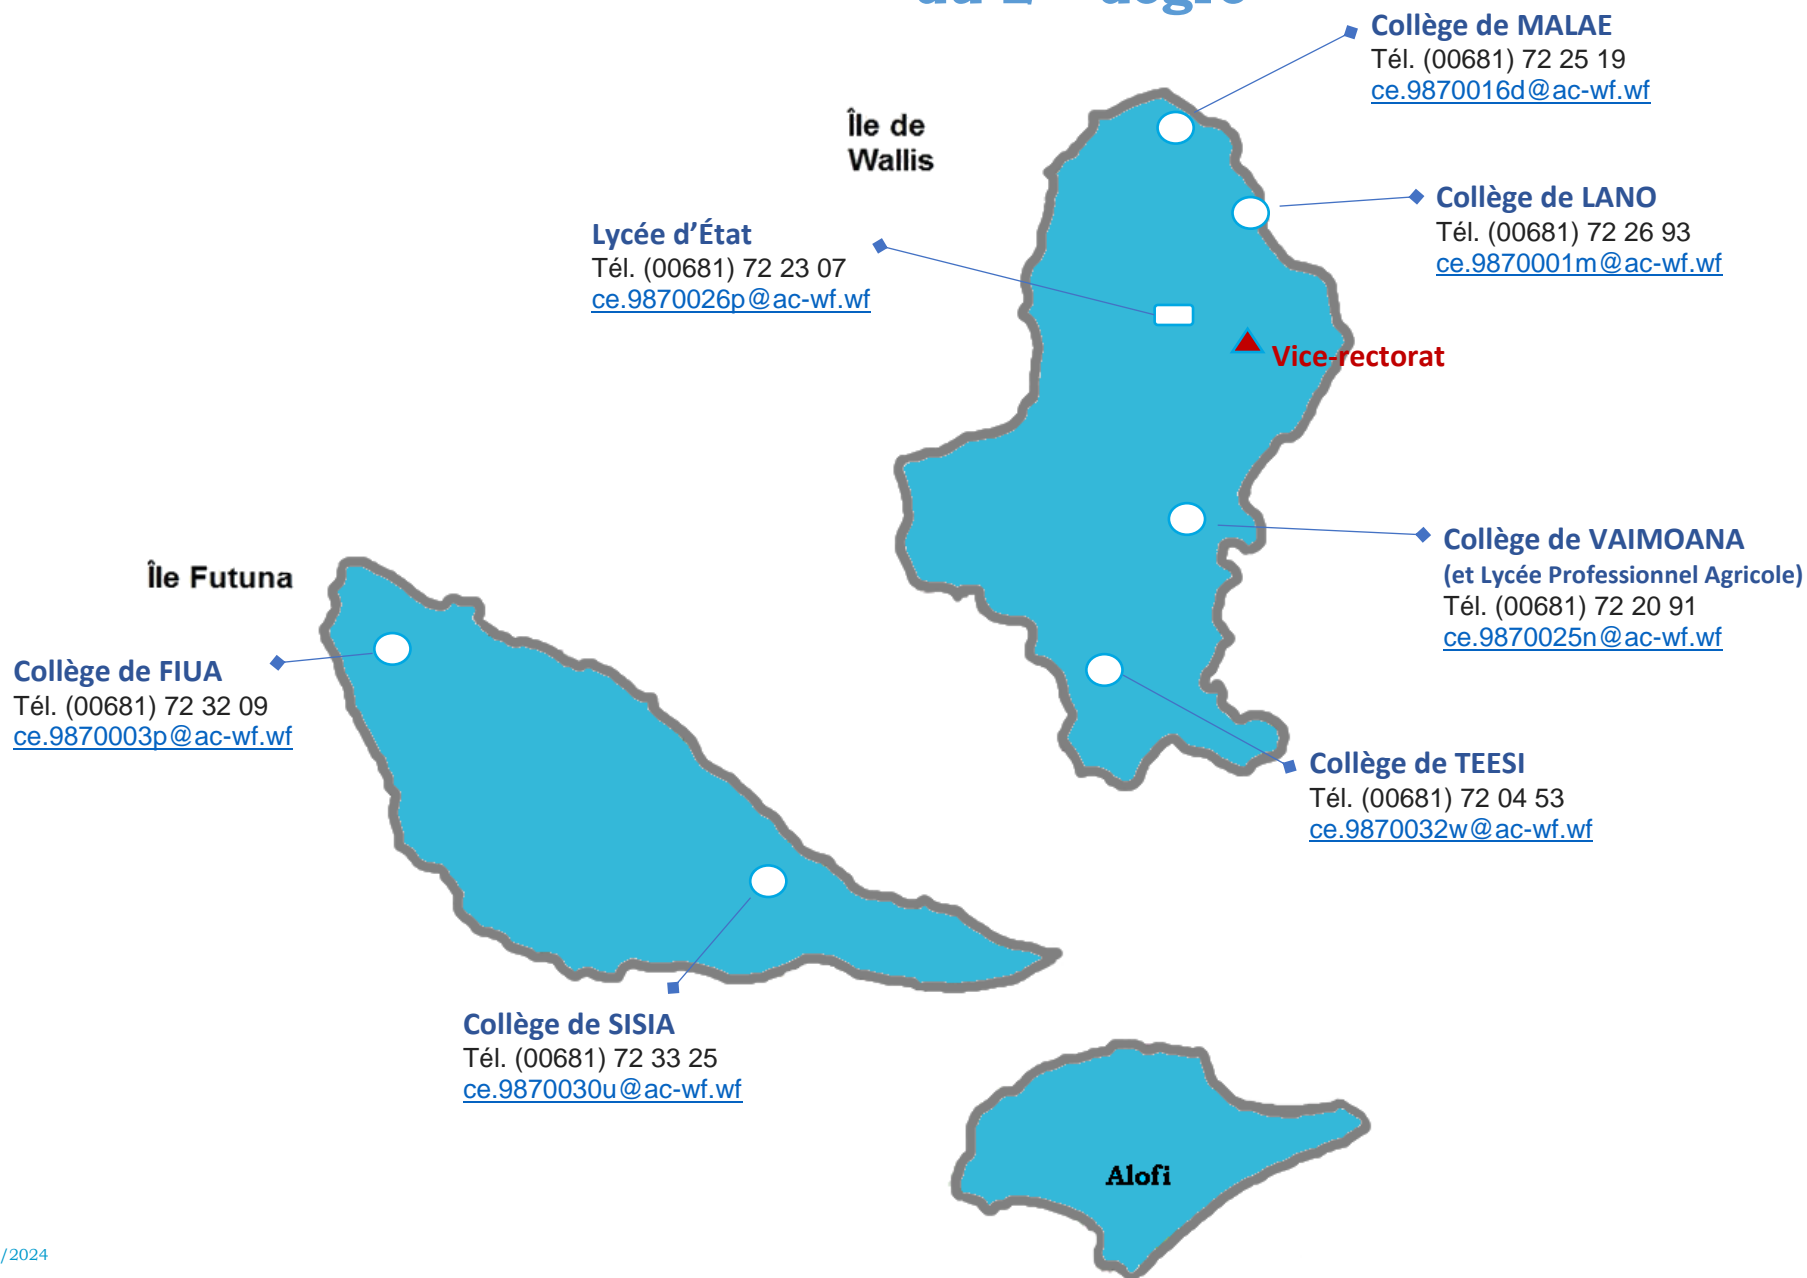 Collège de MALAE
Tél. (00681) 72 25 19
ce.9870016d@ac-wf.wf
Île de
Wallis
Collège de LANO
Tél. (00681) 72 26 93
ce.9870001m@ac-wf.wf
Lycée d’État
Tél. (00681) 72 23 07
ce.9870026p@ac-wf.wf
Vice-rectorat
Collège de VAIMOANA
(et Lycée Professionnel Agricole)
Tél. (00681) 72 20 91
ce.9870025n@ac-wf.wf
Île Futuna
Collège de FIUA
Tél. (00681) 72 32 09
ce.9870003p@ac-wf.wf
Collège de TEESI
Tél. (00681) 72 04 53
ce.9870032w@ac-wf.wf
Collège de SISIA
Tél. (00681) 72 33 25
ce.9870030u@ac-wf.wf
Alofi
/2024